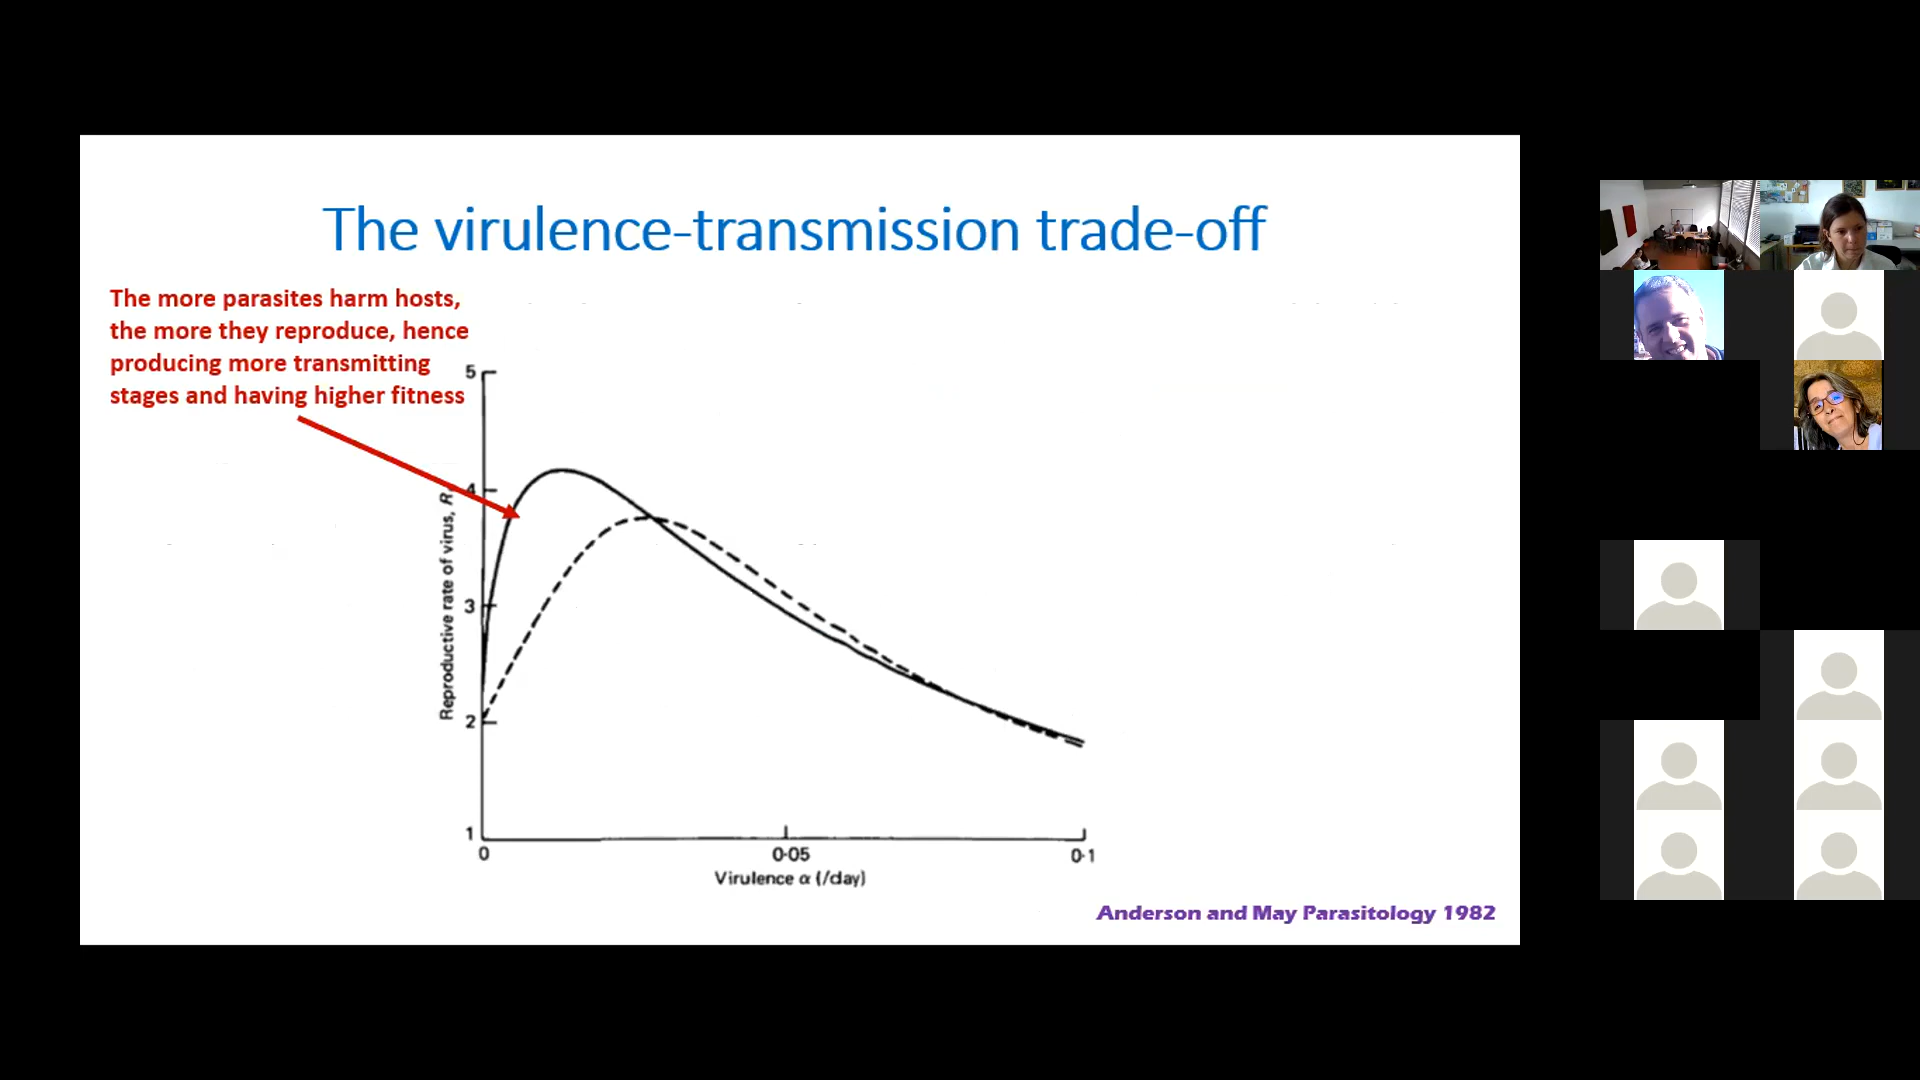 The virulence-transmission trade-off
The more parasites harm hosts,
the more they reproduce, hence
producing more transmitting
stages and having higher fitness
5
4
3
2
1
Reproductive rate of virus, R
0
0·05
0·1
Virulence α (/day)
Anderson and May Parasitology 1982